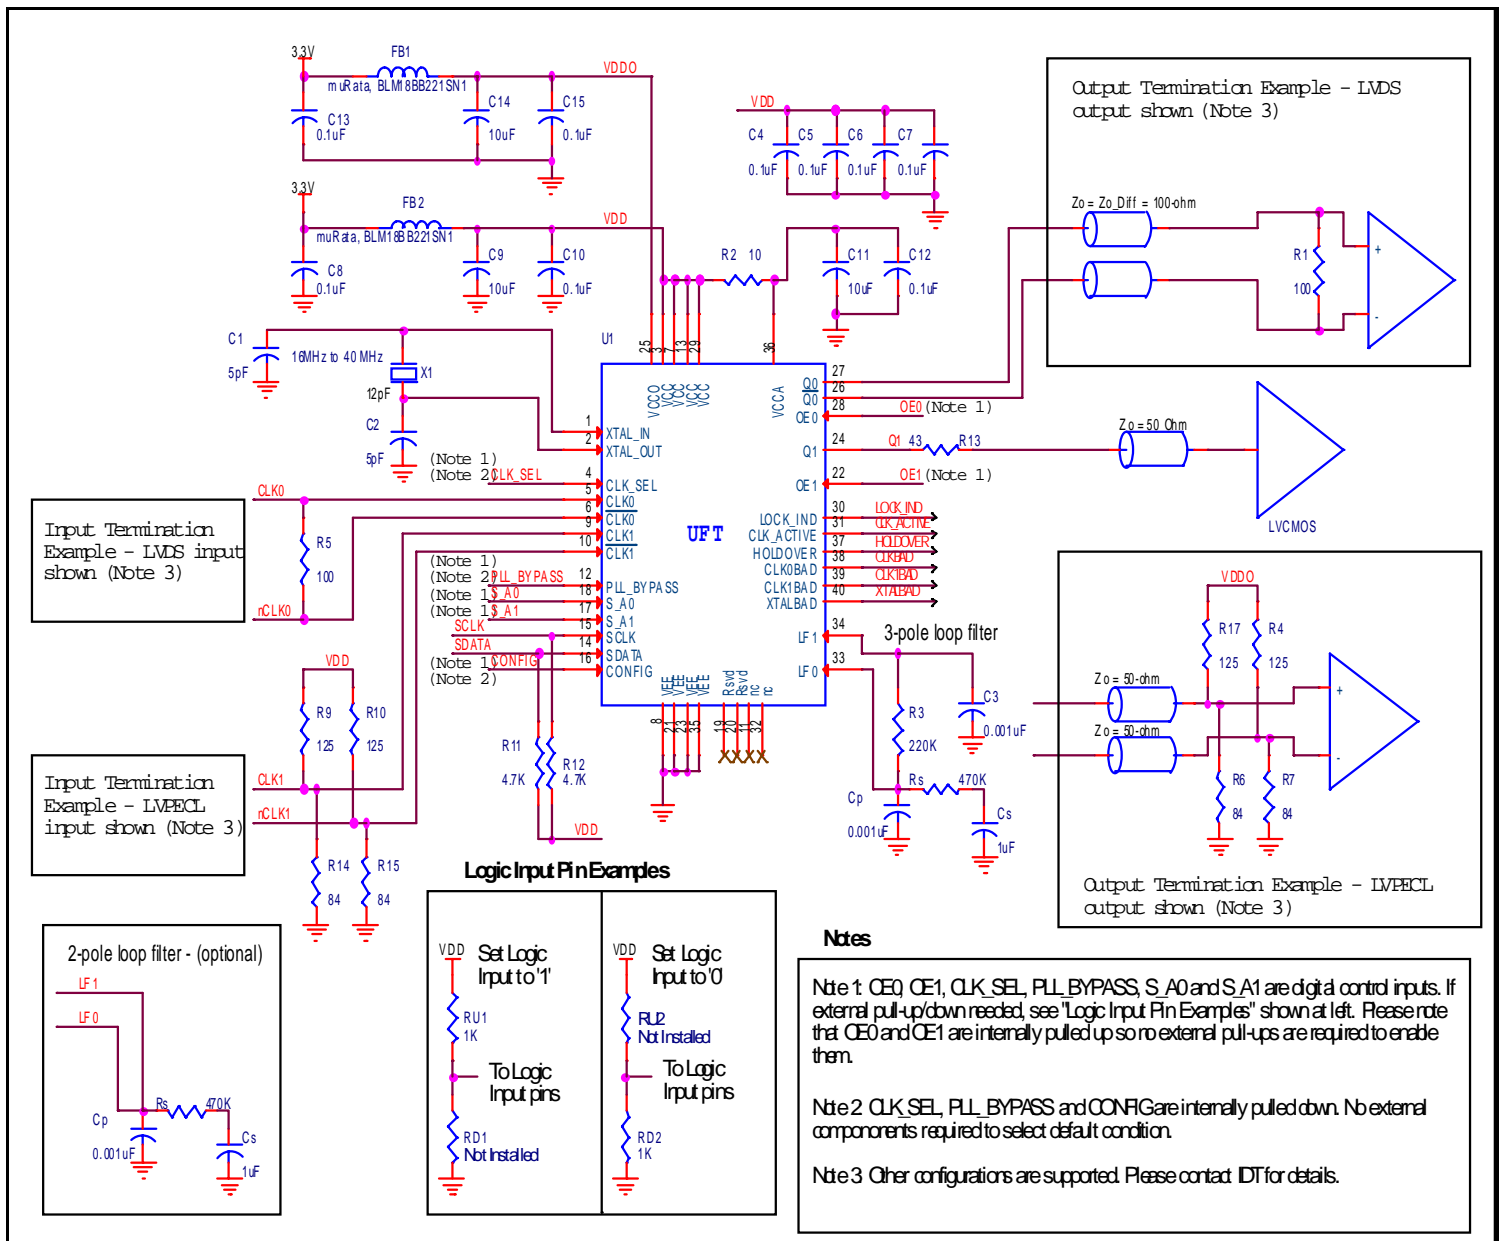 3.3V
FB1
muRata, BLM18BB221SN1
VDDO
C13
0.1uF
C14
10uF
C15
0.1uF
3.3V
FB2
muRata, BLM18BB221SN1
VDD
C8
0.1uF
C9
10uF
C10
0.1uF
VDD
C4
0.1uF
C5
0.1uF
C6
0.1uF
C7
0.1uF
R2 10
C11
10uF
C12
0.1uF
Output Termination Example - LVDS
output shown (Note 3)
Zo = Zo_Diff = 100-ohm
R1
100
+
-
C1
5pF
16MHz to 40 MHz
X1
12pF
C2
5pF
U1
25
3
7
13
29
36
VCCO
VCC
VCC
VCC
VCC
VCCA
UFT
1 XTAL_IN
2 XTAL_OUT
(Note 1)
(Note 2) CLK_SEL 4 CLK_SEL
CLK0 5 CLK0
6 CLK0
9 CLK1
10 CLK1
(Note 1)
(Note 2) PLL_BYPASS 12 PLL_BYPASS
(Note 1) S_A0 18 S_A0
(Note 1) S_A1 17 S_A1
SCLK 15 SCLK
SDATA 14 SDATA
(Note 1) CONFIG 16 CONFIG
(Note 2)
Q0 27
Q0 26
OE0 28 OE0 (Note 1)
Q1 24 Q1 43 R13
Zo = 50 Ohm
LVCMOS
OE1 22 OE1 (Note 1)
LOCK_IND 30 LOCK_IND
CLK_ACTIVE 31 CLK_ACTIVE
HOLDOVER 37 HOLDOVER
CLK0BAD 38 CLKBAD
CLK1BAD 39 CLK1BAD
XTALBAD 40 XTALBAD
LF1 34
LF0 33
VEE
VEE
VEE
VEE
Rsvd
Rsvd
nc
nc
8
21
23
35
19
20
11
32
Input Termination
Example - LVDS input
shown (Note 3)
R5
100
nCLK0
VDD
R9
125
R10
125
Input Termination
Example - LVPECL
input shown (Note 3)
CLK1
nCLK1
R14
84
R15
84
R11
4.7K
R12
4.7K
VDD
3-pole loop filter
R3
220K
C3
0.001uF
Cp
0.001uF
Rs 470K
Cs
1uF
VDDO
R17
125
R4
125
Zo = 50-ohm
Zo = 50-ohm
+
-
R6
84
R7
84
Output Termination Example - LVPECL
output shown (Note 3)
2-pole loop filter - (optional)
LF1
LF0
Rs 470K
Cp
0.001uF
Cs
1uF
Logic Input Pin Examples
VDD
Set Logic
Input to '1'
RU1
1K
To Logic
Input pins
RD1
Not Installed
VDD
Set Logic
Input to '0'
RU2
Not Installed
To Logic
Input pins
RD2
1K
Notes
Note 1: OE0, OE1, CLK_SEL, PLL_BYPASS, S_A0 and S_A1 are digital control inputs. If
external pull-up/down needed, see "Logic Input Pin Examples" shown at left. Please note
that OE0 and OE1 are internally pulled up so no external pull-ups are required to enable
them.
Note 2: CLK_SEL, PLL_BYPASS and CONFIG are internally pulled down. No external
compononents required to select default condition.
Note 3: Other configurations are supported. Please contact IDT for details.